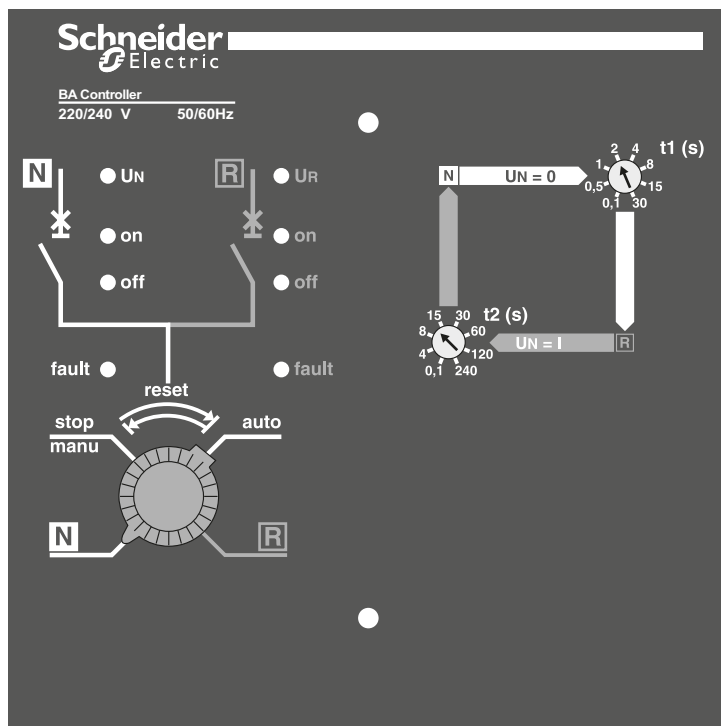 Schneider
Electric
BA Controller
220/240 V 50/60Hz
N UN R UR
on on
off off
fault fault
reset
stop auto
manu
N R
N UN = 0
t1 (s)
2 4
1 8
0,5 15
0,1 30
t2 (s)
15 30
8 60
4 120
0,1 240
UN = I R